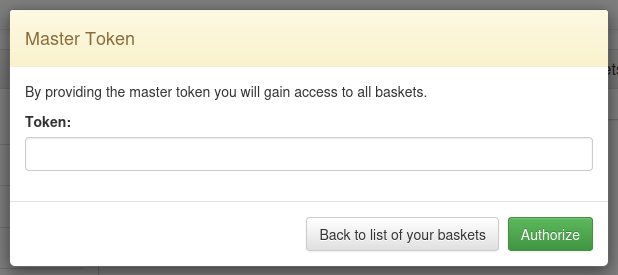 Master Token
By providing the master token you will gain access to all baskets.
Token:
Back to list of your baskets
Authorize